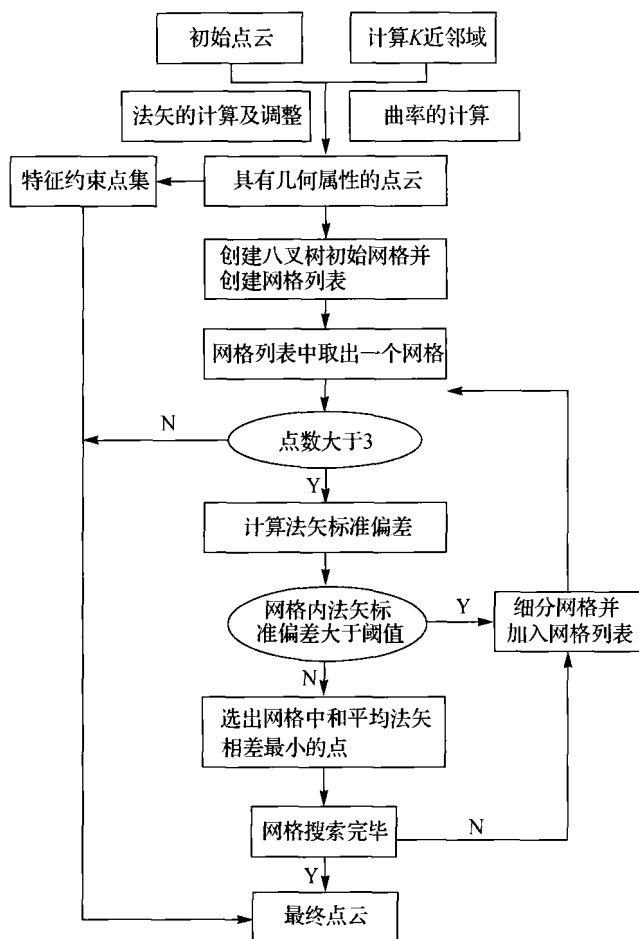 初始点云
计算K近邻域
法矢的计算及调整
曲率的计算
特征约束点集
具有几何属性的点云
创建八叉树初始网格并
创建网格列表
网格列表中取出一个网格
N
点数大于3
Y
计算法矢标准偏差
网格内法矢标
准偏差大于阈值
Y
细分网格并
加入网格列表
N
选出网格中和平均法矢
相差最小的点
网格搜索完毕
N
Y
最终点云